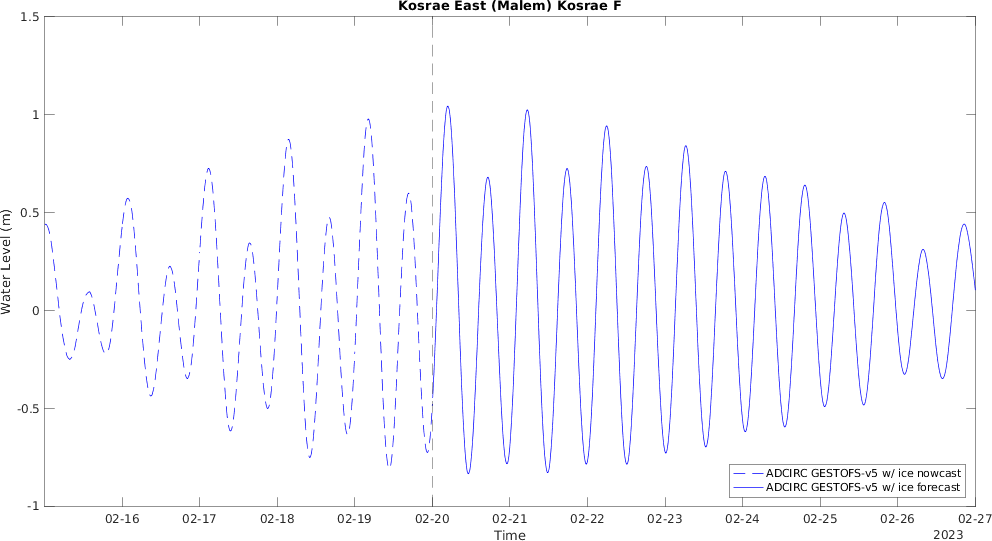 Kosrae East (Malem) Kosrae F
1.5
1
0.5
0
-0.5
-1
Water Level (m)
02-16 02-17 02-18 02-19 02-20 02-21 02-22 02-23 02-24 02-25 02-26 02-27
Time
2023
ADCIRC GESTOFS-v5 w/ ice nowcast
ADCIRC GESTOFS-v5 w/ ice forecast